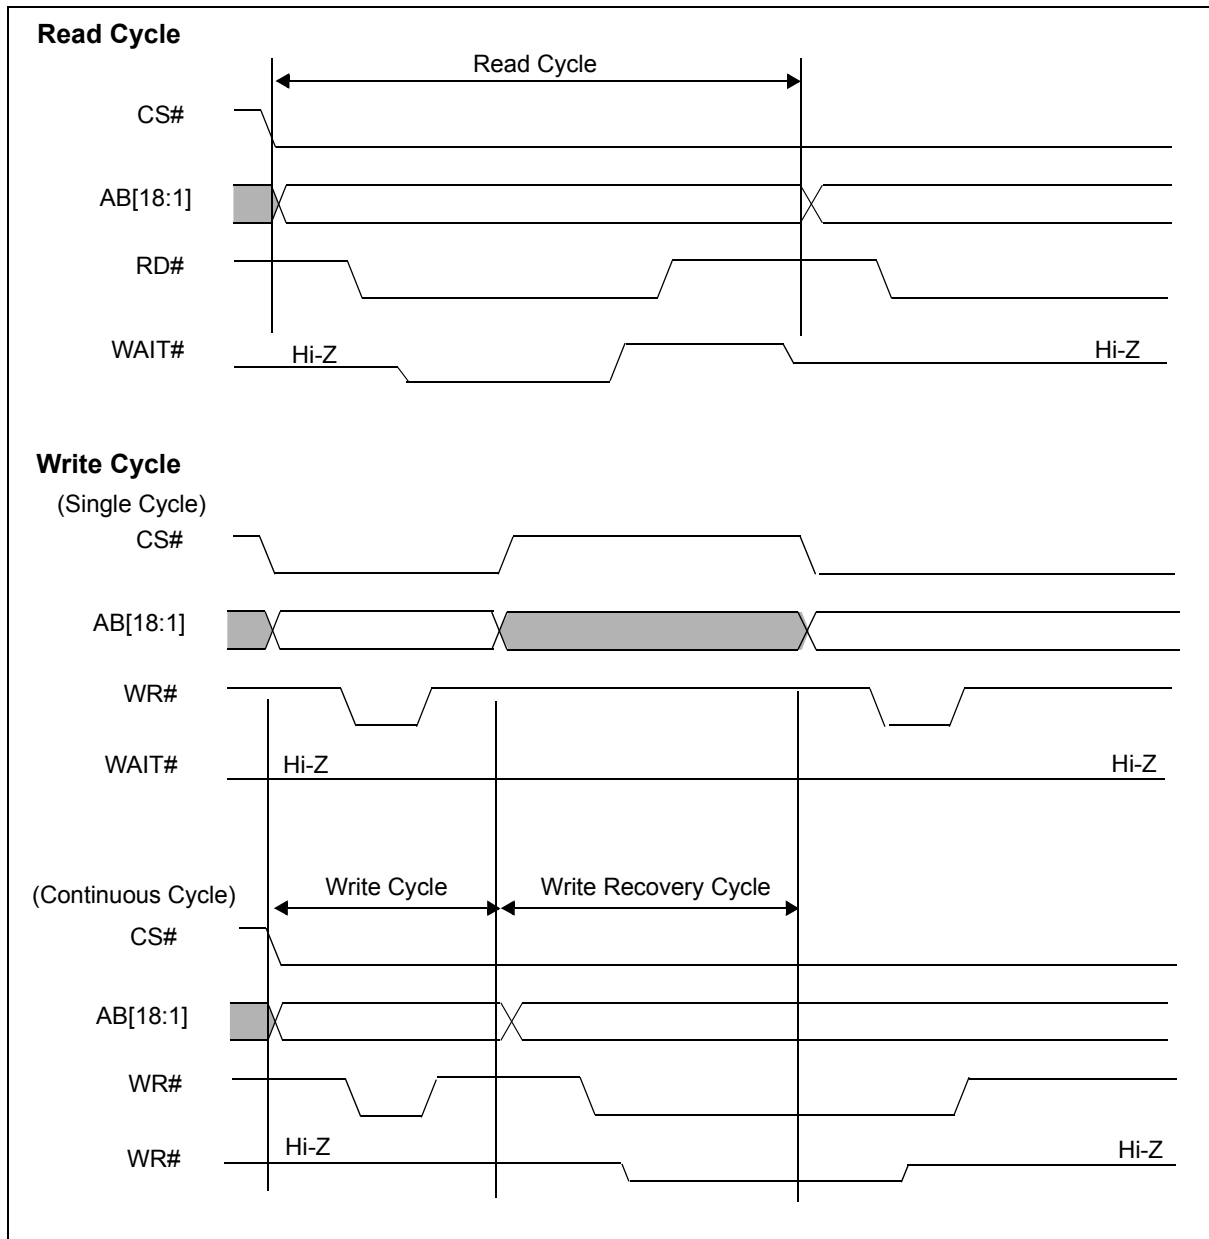 Read Cycle
Read Cycle
CS#
AB[18:1]
RD#
WAIT# Hi-Z Hi-Z
Write Cycle
(Single Cycle)
CS#
AB[18:1]
WR#
WAIT# Hi-Z Hi-Z
(Continuous Cycle) Write Cycle Write Recovery Cycle
CS#
AB[18:1]
WR#
WR# Hi-Z Hi-Z